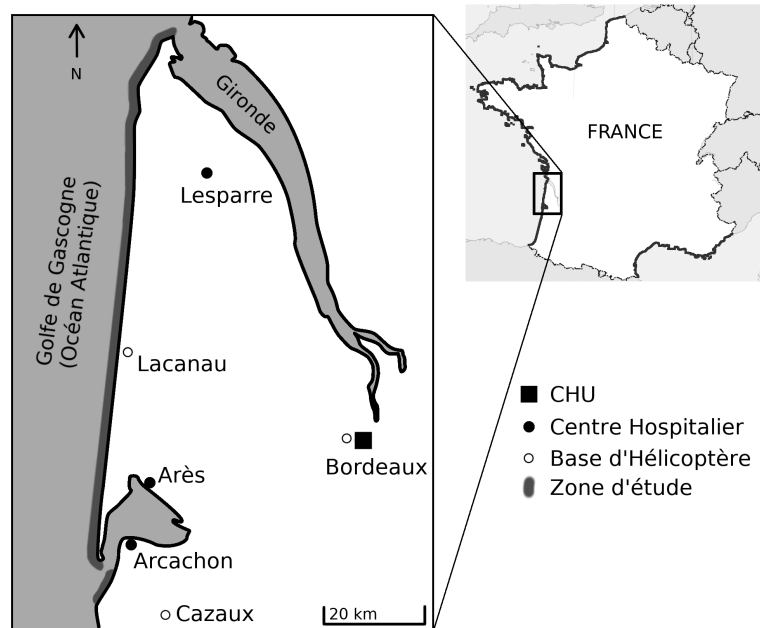 N
Gironde
Lesparre
Golfe de Gascogne
(Océan Atlantique)
Lacanau
Bordeaux
Arès
Arcachon
Cazaux
20 km
FRANCE
CHU
Centre Hospitalier
Base d'Hélicoptère
Zone d'étude